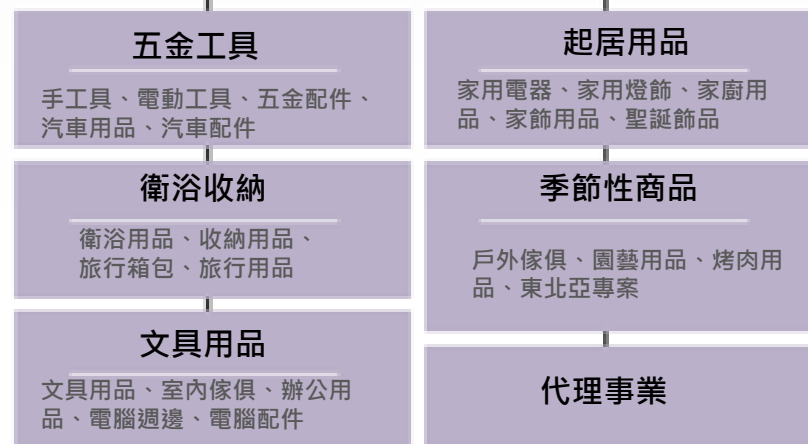 五金工具
手工具、電動工具、五金配件、
汽車用品、汽車配件
衛浴收納
衛浴用品、收納用品、
旅行箱包、旅行用品
文具用品
文具用品、室內傢俱、辦公用
品、電腦週邊、電腦配件
起居用品
家用電器、家用燈飾、家廚用
品、家飾用品、聖誕飾品
季節性商品
戶外傢俱、園藝用品、烤肉用
品、東北亞專案
代理事業